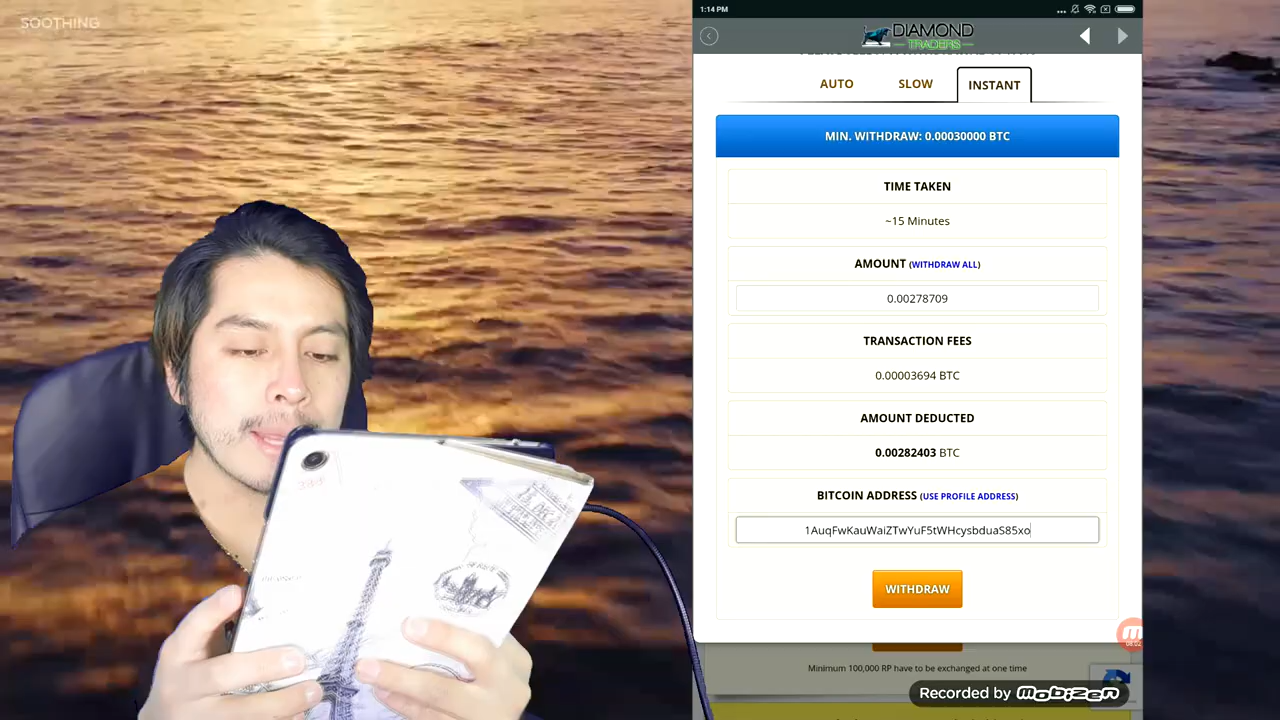 SOOTHING
1:14 PM
DIAMOND
TRADERS
AUTO
SLOW
INSTANT
MIN. WITHDRAW: 0.00030000 BTC
TIME TAKEN
~15 Minutes
AMOUNT (WITHDRAW ALL)
0.00278709
TRANSACTION FEES
0.00003694 BTC
AMOUNT DEDUCTED
0.00282403 BTC
BITCOIN ADDRESS (USE PROFILE ADDRESS)
1AuqFwKauWaiZTwYuF5tWHcysbduaS85xo
WITHDRAW
08:02
Minimum 100,000 RP have to be exchanged at one time
Recorded by MOBIZEN